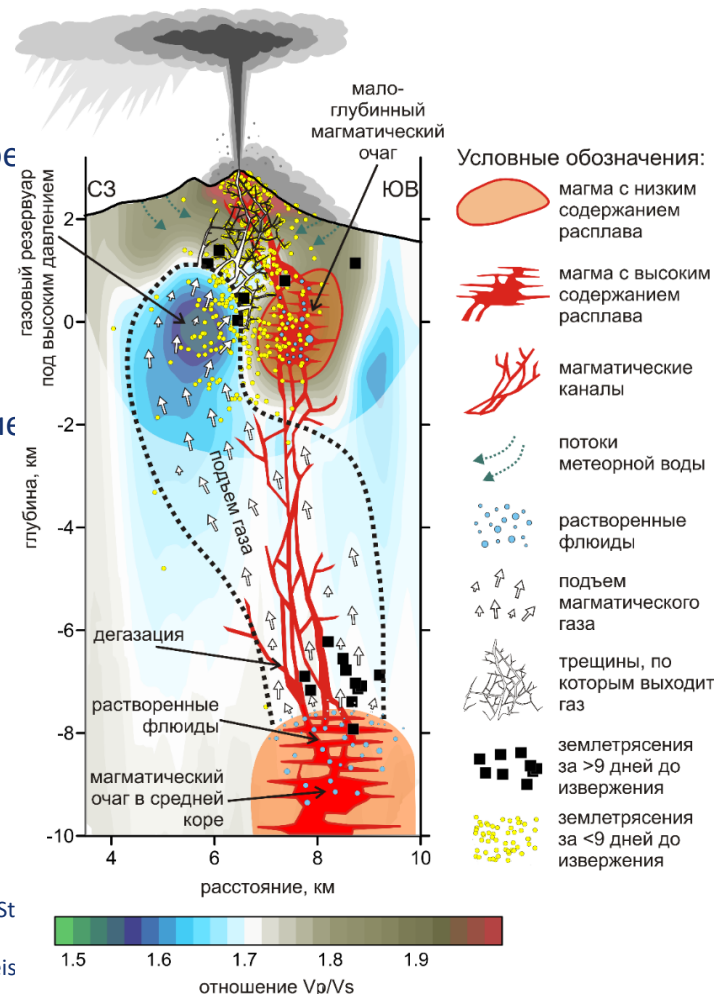 мало-
глубинный
магматический
очаг
СЗ
ЮВ
газовый резервуар
под высоким давлением
глубина, км
2
0
-2
-4
-6
-8
-10
подъем газа
дегазация
растворенные
флюиды
магматический
очаг в средней
коре
4
6
8
10
расстояние, км
Условные обозначения:
магма с низким
содержанием
расплава
магма с высоким
содержанием
расплава
магматические
каналы
потоки
метеорной воды
растворенные
флюиды
подъем
магматического
газа
трещины, по
которым выходит
газ
землетрясения
за >9 дней до
извержения
землетрясения
за <9 дней до
извержения
St
eis
1.5
1.6
1.7
1.8
1.9
отношение Vp/Vs